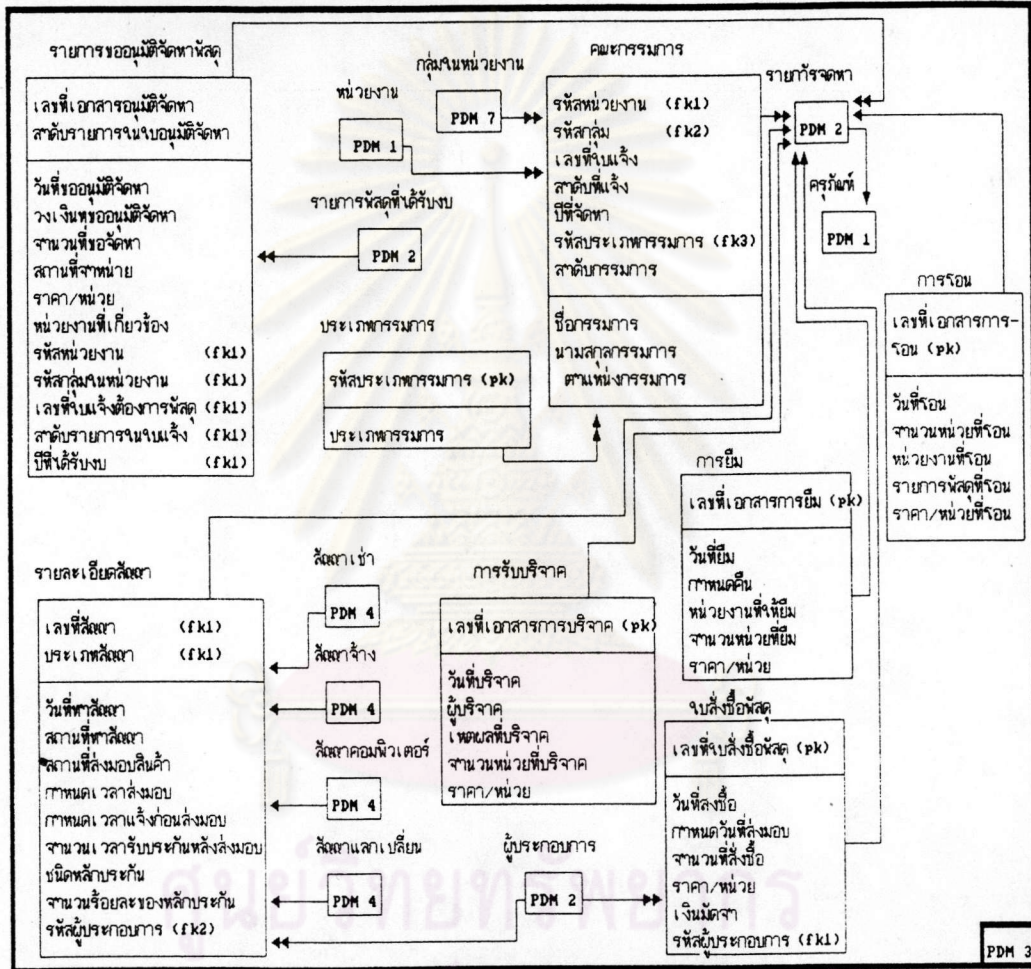 รายการขออนุมัติจัดหาพัสดุ
เลขที่เอกสารอนุมัติจัดหา
ลำดับรายการในใบอนุมัติจัดหา
วันที่ขออนุมัติจัดหา
วงเงินที่ขออนุมัติจัดหา
จำนวนที่ขอจัดหา
สถานที่จำหน่าย
ราคา/หน่วย
หน่วยงานที่เกี่ยวข้อง
รหัสหน่วยงาน (fk1)
รหัสกลุ่มในหน่วยงาน (fk1)
เลขที่ใบแจ้งต้องการพัสดุ (fk1)
ลำดับรายการในใบแจ้ง (fk1)
ปีที่ได้รับงบ (fk1)
หน่วยงาน
PDM 1
กลุ่มในหน่วยงาน
PDM 7
รายการพัสดุที่ได้รับงบ
PDM 2
ประเภทกรรมการ
รหัสประเภทกรรมการ (pk)
ประเภทกรรมการ
คณะกรรมการ
รหัสหน่วยงาน (fk1)
รหัสกลุ่ม (fk2)
เลขที่ใบแจ้ง
ลำดับที่แจ้ง
ปีที่จัดหา
รหัสประเภทกรรมการ (fk3)
ลำดับกรรมการ
ชื่อกรรมการ
นามสกุลกรรมการ
ตำแหน่งกรรมการ
รายการจัดหา
PDM 2
ครุภัณฑ์
PDM 1
การโอน
เลขที่เอกสารการ-
โอน (pk)
วันที่โอน
จำนวนหน่วยที่โอน
หน่วยงานที่โอน
รายการพัสดุที่โอน
ราคา/หน่วยที่โอน
การยืม
เลขที่เอกสารการยืม (pk)
วันที่ยืม
กำหนดคืน
หน่วยงานที่ให้ยืม
จำนวนหน่วยที่ยืม
ราคา/หน่วย
รายละเอียดสัญญา
เลขที่สัญญา (fk1)
ประเภทสัญญา (fk1)
วันที่ทำสัญญา
สถานที่ทำสัญญา
สถานที่ส่งมอบสินค้า
กำหนดเวลาส่งมอบ
กำหนดเวลาแจ้งก่อนส่งมอบ
จำนวนเวลารับประกันหลังส่งมอบ
ชนิดหลักประกัน
จำนวนร้อยละของหลักประกัน
รหัสผู้ประกอบการ (fk2)
สัญญาเช่า
PDM 4
สัญญาจ้าง
PDM 4
สัญญาคอมพิวเตอร์
PDM 4
สัญญาแลกเปลี่ยน
PDM 4
การรับบริจาค
เลขที่เอกสารการบริจาค (pk)
วันที่บริจาค
ผู้บริจาค
เหตุผลที่บริจาค
จำนวนหน่วยที่บริจาค
ราคา/หน่วย
ผู้ประกอบการ
PDM 2
ใบสั่งซื้อพัสดุ
เลขที่ใบสั่งซื้อพัสดุ (pk)
วันที่สั่งซื้อ
กำหนดวันที่ส่งมอบ
จำนวนที่สั่งซื้อ
ราคา/หน่วย
เงินมัดจำ
รหัสผู้ประกอบการ (fk1)
ศูนย์วิทยทรัพยากร
PDM 3